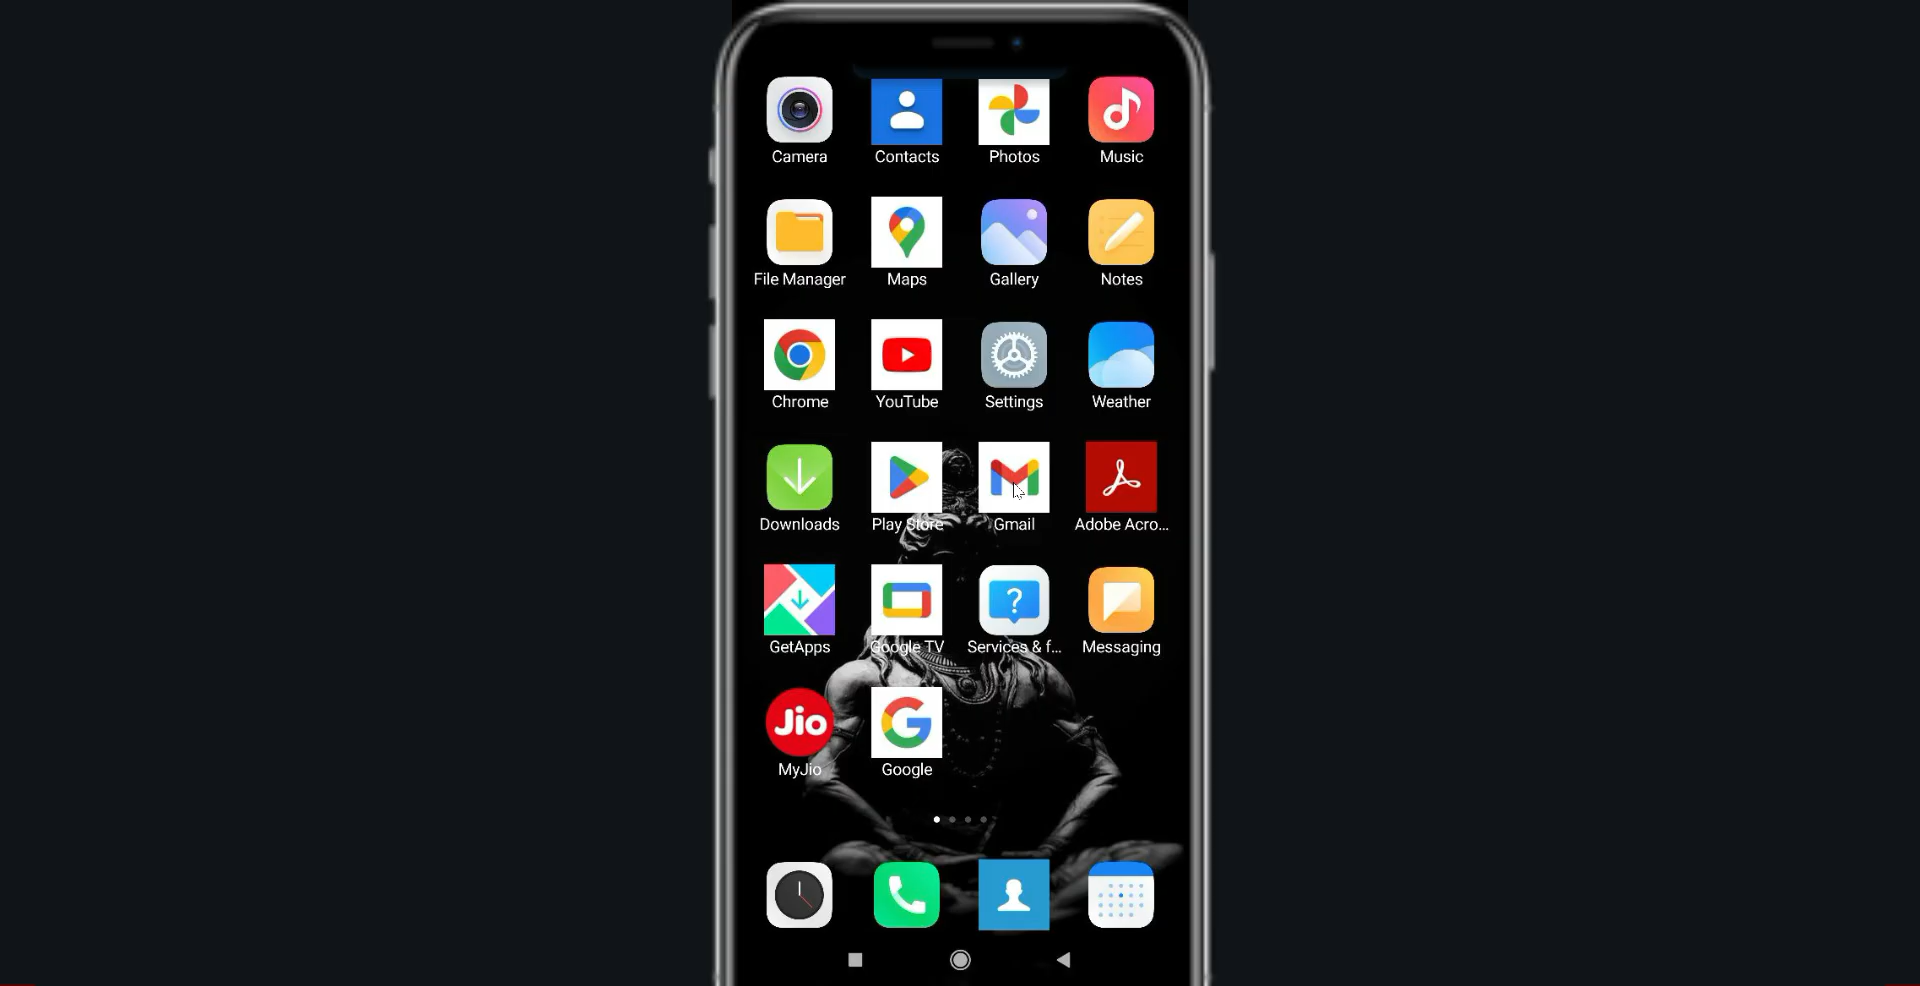 Camera
Contacts
Photos
Music
File Manager
Maps
Gallery
Notes
Chrome
YouTube
Settings
Weather
Downloads
Play Store
Gmail
Adobe Acro...
?
GetApps
Google TV
Services & f...
Messaging
Jio
MyJio
Google